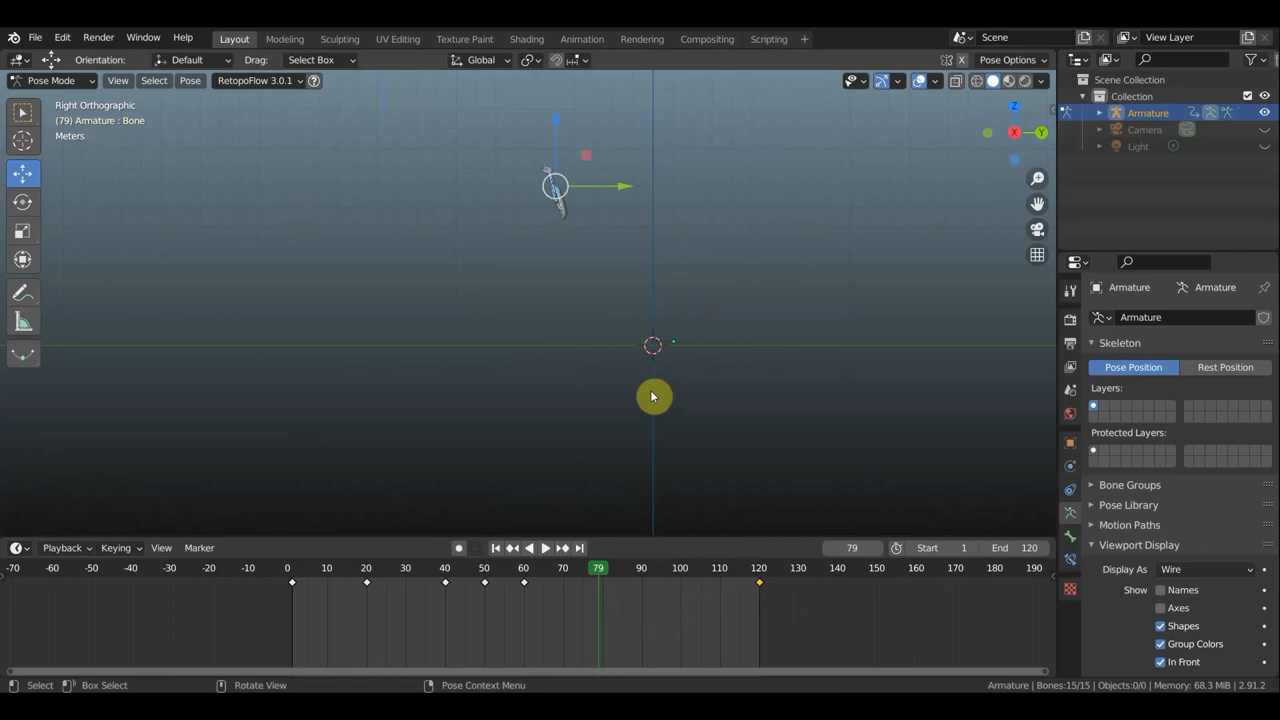 File Edit Render Window Help Layout Modeling Sculpting UV Editing Texture Paint Shading Animation Rendering Compositing Scripting + Scene View Layer
Orientation: Default Drag: Select Box Global X Pose Options
Pose Mode View Select Pose RetopoFlow 3.0.1 ?
Right Orthographic
(79) Armature : Bone
Meters
Z
X
Y
Scene Collection
Collection
Armature
Camera
Light
Armature Armature
Armature
Skeleton
Pose Position Rest Position
Layers:
Protected Layers:
Bone Groups
Pose Library
Motion Paths
Viewport Display
Display As Wire
Show Names
Axes
Shapes
Group Colors
In Front
Playback Keying View Marker 79 Start 1 End 120
-70 -60 -50 -40 -30 -20 -10 0 10 20 30 40 50 60 70 79 90 100 110 120 130 140 150 160 170 180 190
Select Box Select Rotate View Pose Context Menu Armature | Bones:15/15 | Objects:0/0 | Memory: 68.3 MiB | 2.91.2